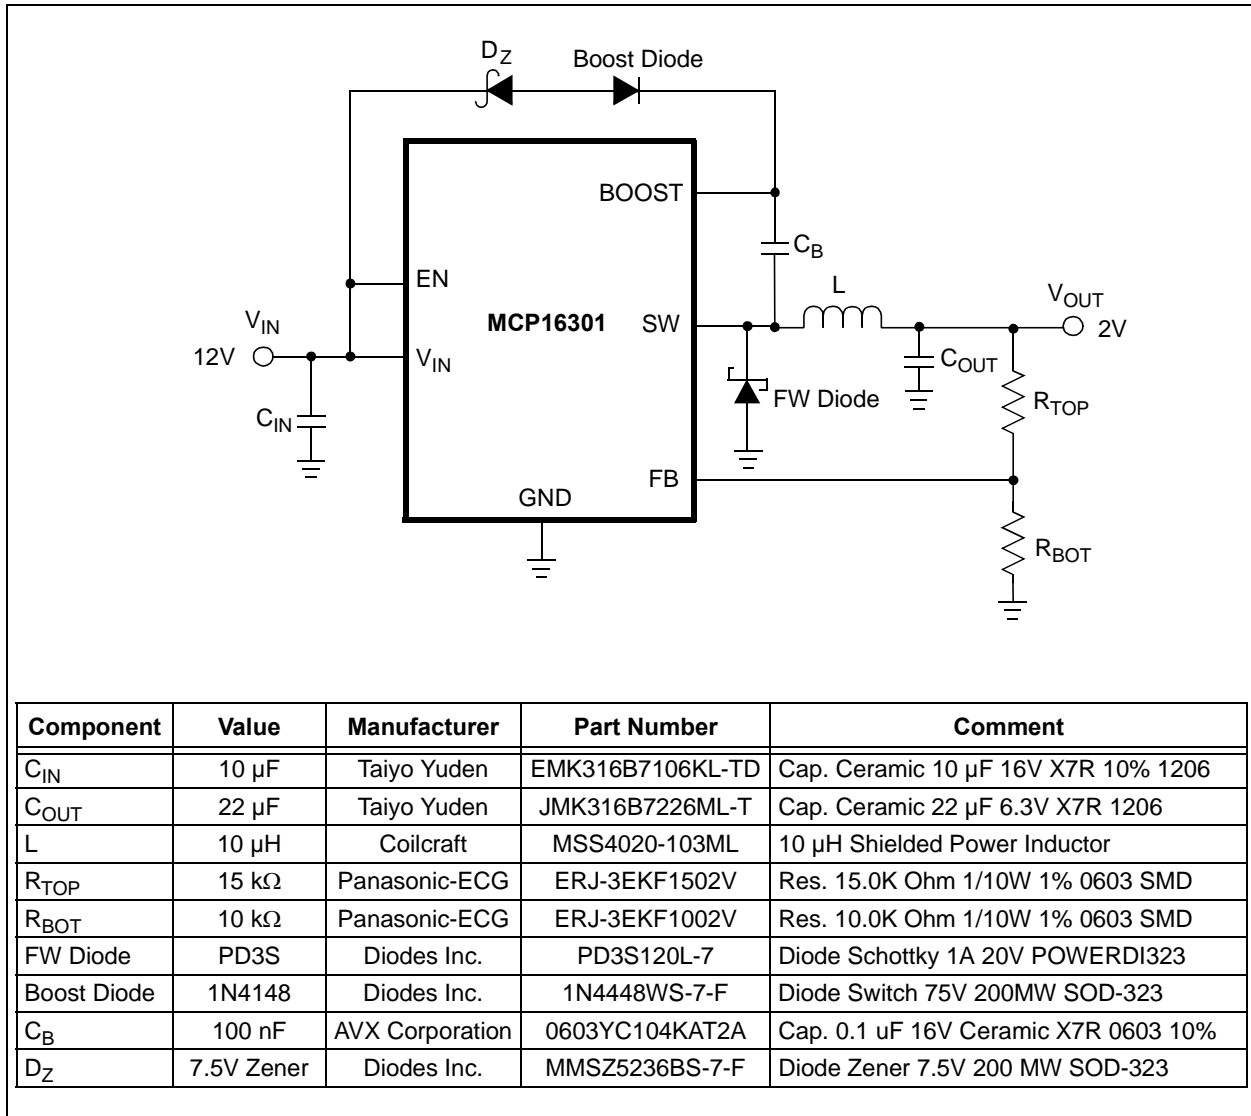 D_Z
Boost Diode
BOOST
C_B
EN
L
V_OUT
V_IN
MCP16301
SW
2V
12V
V_IN
C_OUT
FW Diode
R_TOP
C_IN
FB
GND
R_BOT
Component Value Manufacturer Part Number Comment
C_IN 10 µF Taiyo Yuden EMK316B7106KL-TD Cap. Ceramic 10 µF 16V X7R 10% 1206
C_OUT 22 µF Taiyo Yuden JMK316B7226ML-T Cap. Ceramic 22 µF 6.3V X7R 1206
L 10 µH Coilcraft MSS4020-103ML 10 µH Shielded Power Inductor
R_TOP 15 kΩ Panasonic-ECG ERJ-3EKF1502V Res. 15.0K Ohm 1/10W 1% 0603 SMD
R_BOT 10 kΩ Panasonic-ECG ERJ-3EKF1002V Res. 10.0K Ohm 1/10W 1% 0603 SMD
FW Diode PD3S Diodes Inc. PD3S120L-7 Diode Schottky 1A 20V POWERDI323
Boost Diode 1N4148 Diodes Inc. 1N4448WS-7-F Diode Switch 75V 200MW SOD-323
C_B 100 nF AVX Corporation 0603YC104KAT2A Cap. 0.1 uF 16V Ceramic X7R 0603 10%
D_Z 7.5V Zener Diodes Inc. MMSZ5236BS-7-F Diode Zener 7.5V 200 MW SOD-323